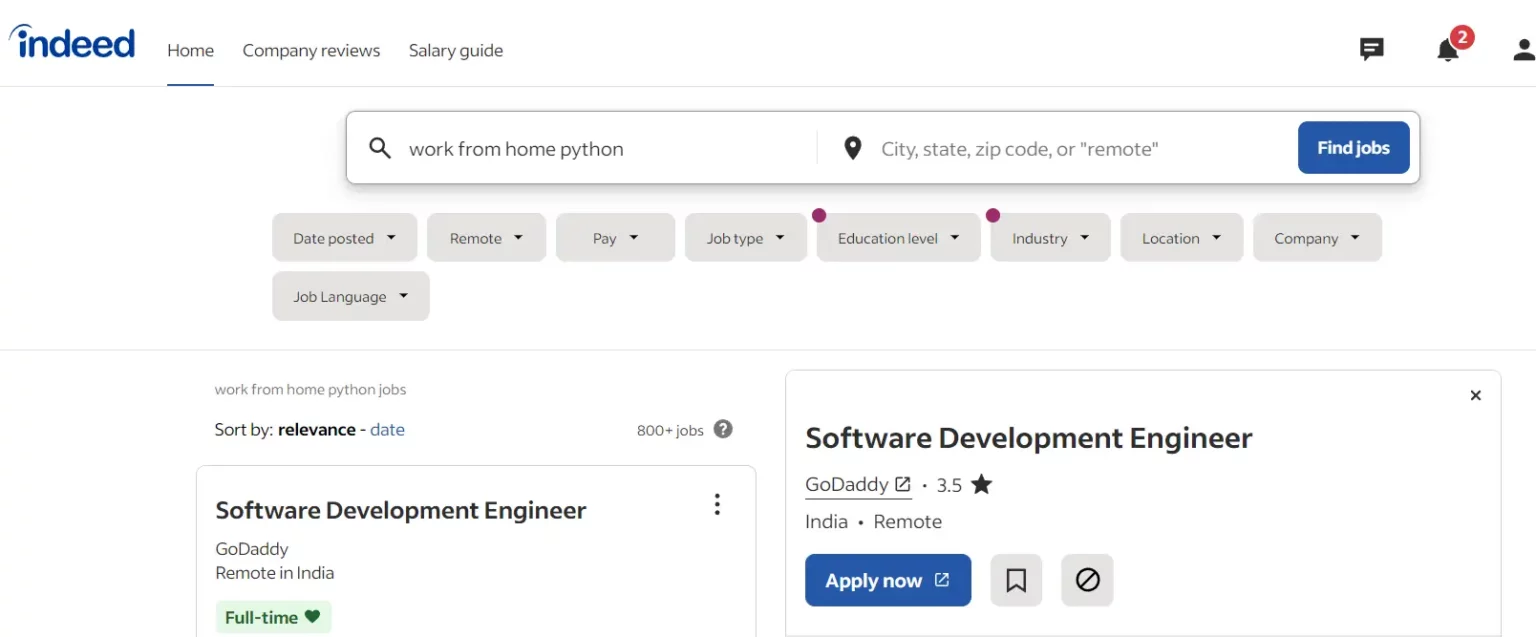 indeed Home Company reviews Salary guide 2
work from home python City, state, zip code, or "remote" Find jobs
Date posted Remote Pay Job type Education level Industry Location Company
Job Language
work from home python jobs
Sort by: relevance - date 800+ jobs ?
Software Development Engineer
GoDaddy
Remote in India
Full-time
Software Development Engineer
GoDaddy • 3.5
India • Remote
Apply now